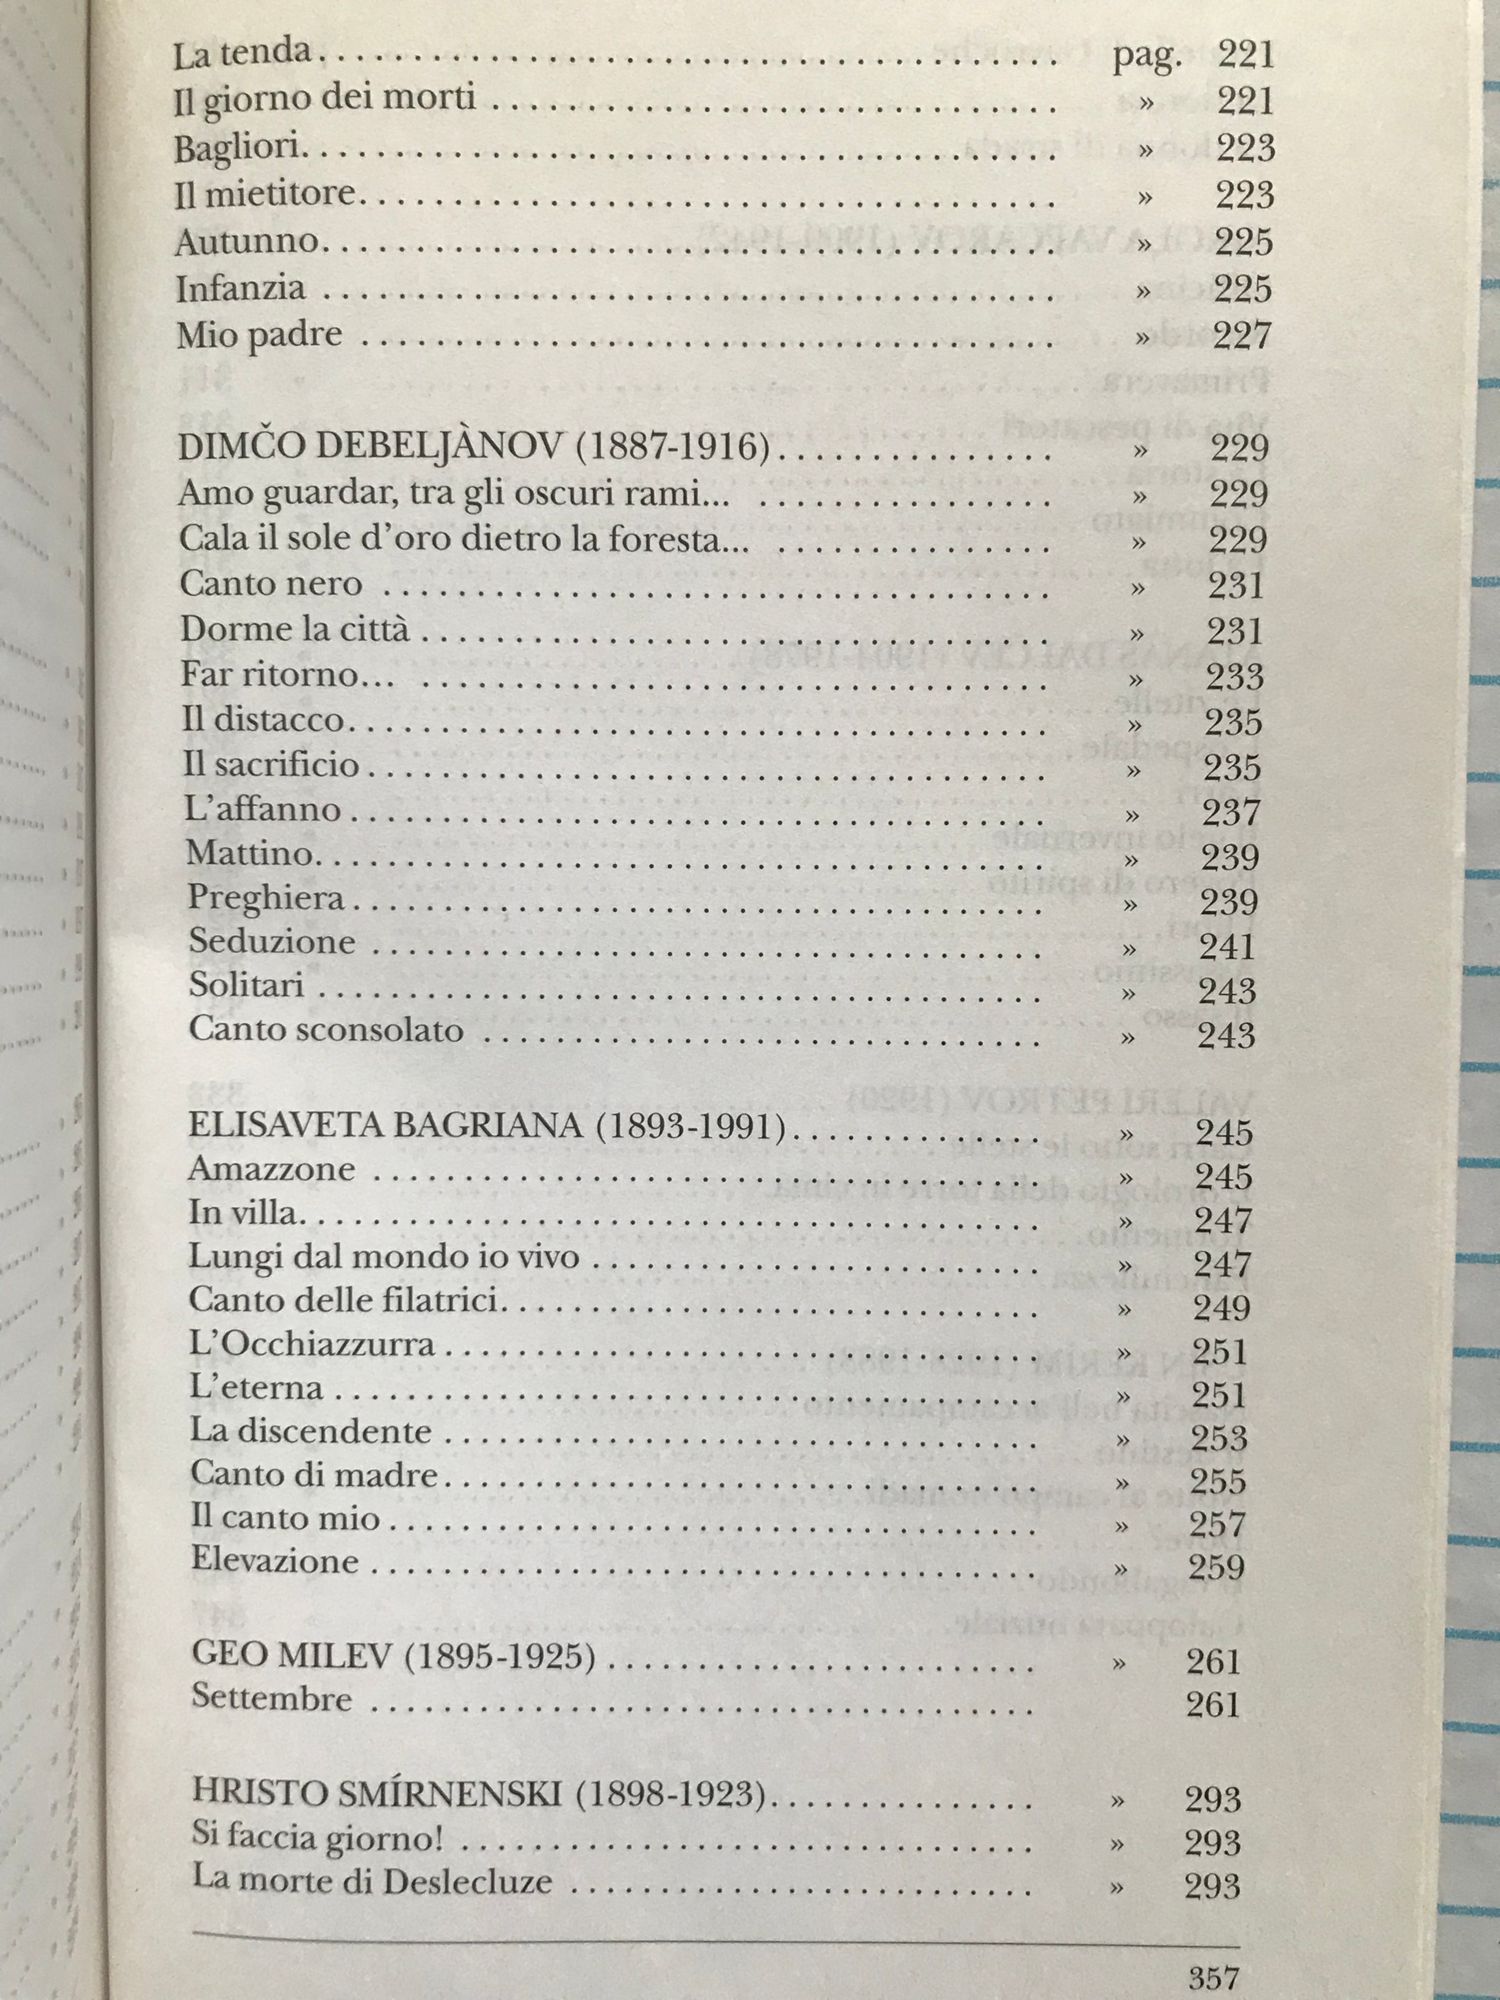 La tenda........................................ pag. 221
Il giorno dei morti ............................... » 221
Bagliori......................................... » 223
Il mietitore...................................... » 223
Autunno........................................ » 225
Infanzia ........................................ » 225
Mio padre ...................................... » 227
DIMČO DEBELJÀNOV (1887-1916)............... » 229
Amo guardar, tra gli oscuri rami... ................ » 229
Cala il sole d'oro dietro la foresta... ............... » 229
Canto nero ..................................... » 231
Dorme la città ................................... » 231
Far ritorno... ................................... » 233
Il distacco....................................... » 235
Il sacrificio...................................... » 235
L'affanno ....................................... » 237
Mattino......................................... » 239
Preghiera....................................... » 239
Seduzione ...................................... » 241
Solitari ......................................... » 243
Canto sconsolato ................................ » 243
ELISAVETA BAGRIANA (1893-1991).............. » 245
Amazzone ...................................... » 245
In villa.......................................... » 247
Lungi dal mondo io vivo ......................... » 247
Canto delle filatrici.............................. » 249
L'Occhiazzurra ................................. » 251
L'eterna ....................................... » 251
La discendente ................................. » 253
Canto di madre................................. » 255
Il canto mio .................................... » 257
Elevazione ..................................... » 259
GEO MILEV (1895-1925) ........................ » 261
Settembre ..................................... 261
HRISTO SMÍRNENSKI (1898-1923)............... » 293
Si faccia giorno! ................................ » 293
La morte di Deslecluze .......................... » 293
357